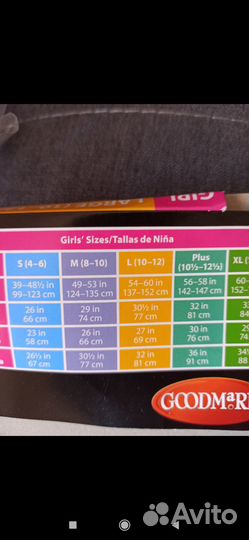 GIRL
LARGE
Girls' Sizes/Tallas de Niña
S (4–6) M (8–10) L (10–12) Plus (10½–12½)
39–48½ in 49–53 in 54–60 in 56–58 in
99–123 cm 124–135 cm 137–152 cm 142–147 cm
26 in 29 in 30½ in 32 in
66 cm 74 cm 77 cm 81 cm
23 in 26 in 27 in 30 in
58 cm 66 cm 69 cm 76 cm
26½ in 30½ in 32 in 36 in
67 cm 77 cm 81 cm 91 cm
GOODMARK
Avito